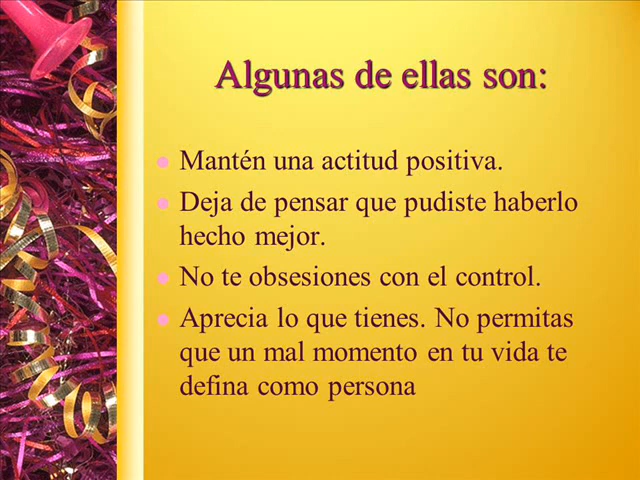 Algunas de ellas son:
Mantén una actitud positiva.
Deja de pensar que pudiste haberlo
hecho mejor.
No te obsesiones con el control.
Aprecia lo que tienes. No permitas
que un mal momento en tu vida te
defina como persona